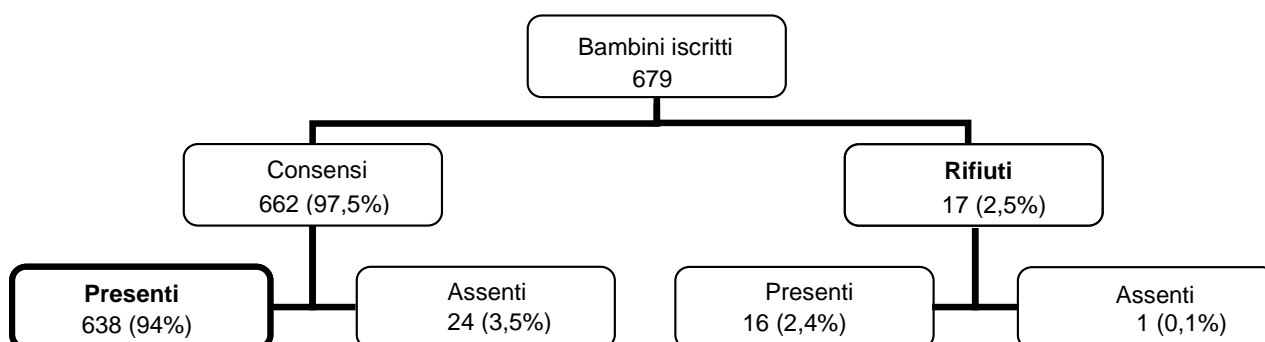 Bambini iscritti
679
Consensi
662 (97,5%)
Rifiuti
17 (2,5%)
Presenti
638 (94%)
Assenti
24 (3,5%)
Presenti
16 (2,4%)
Assenti
1 (0,1%)